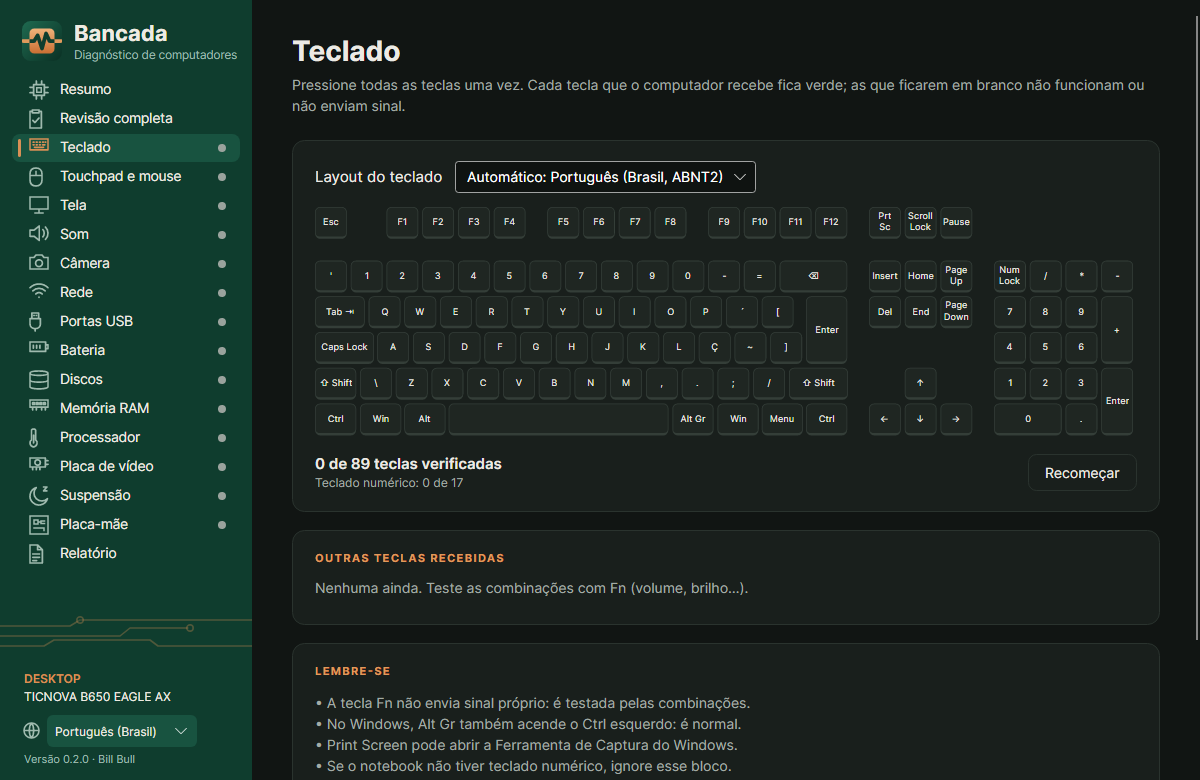 Bancada
Diagnóstico de computadores
Resumo
Revisão completa
Teclado
Touchpad e mouse
Tela
Som
Câmera
Rede
Portas USB
Bateria
Discos
Memória RAM
Processador
Placa de vídeo
Suspensão
Placa-mãe
Relatório
DESKTOP
TICNOVA B650 EAGLE AX
Português (Brasil)
Versão 0.2.0 · Bill Bull
Teclado
Pressione todas as teclas uma vez. Cada tecla que o computador recebe fica verde; as que ficarem em branco não funcionam ou
não enviam sinal.
Layout do teclado Automático: Português (Brasil, ABNT2)
Esc F1 F2 F3 F4 F5 F6 F7 F8 F9 F10 F11 F12 Prt Sc Scroll Lock Pause
' 1 2 3 4 5 6 7 8 9 0 - = ⌫ Insert Home Page Up Num Lock / * -
Tab ⇥ Q W E R T Y U I O P ´ [ Enter Del End Page Down 7 8 9 +
Caps Lock A S D F G H J K L Ç ~ ] 4 5 6
⇧ Shift \ Z X C V B N M , . ; / ⇧ Shift ↑ 1 2 3 Enter
Ctrl Win Alt Alt Gr Win Menu Ctrl ← ↓ → 0 .
0 de 89 teclas verificadas
Teclado numérico: 0 de 17
Recomeçar
OUTRAS TECLAS RECEBIDAS
Nenhuma ainda. Teste as combinações com Fn (volume, brilho...).
LEMBRE-SE
• A tecla Fn não envia sinal próprio: é testada pelas combinações.
• No Windows, Alt Gr também acende o Ctrl esquerdo: é normal.
• Print Screen pode abrir a Ferramenta de Captura do Windows.
• Se o notebook não tiver teclado numérico, ignore esse bloco.